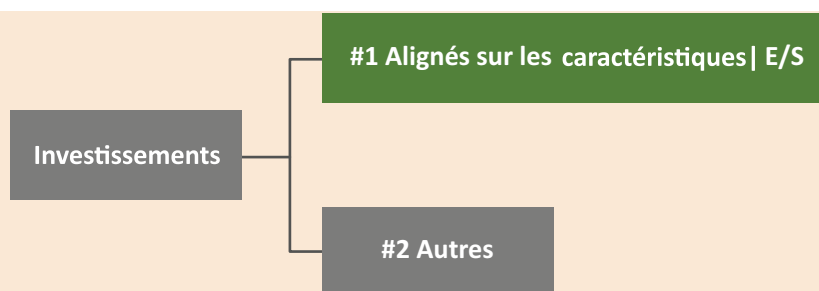 #1 Alignés sur les caractéristiques| E/S
Investissements
#2 Autres